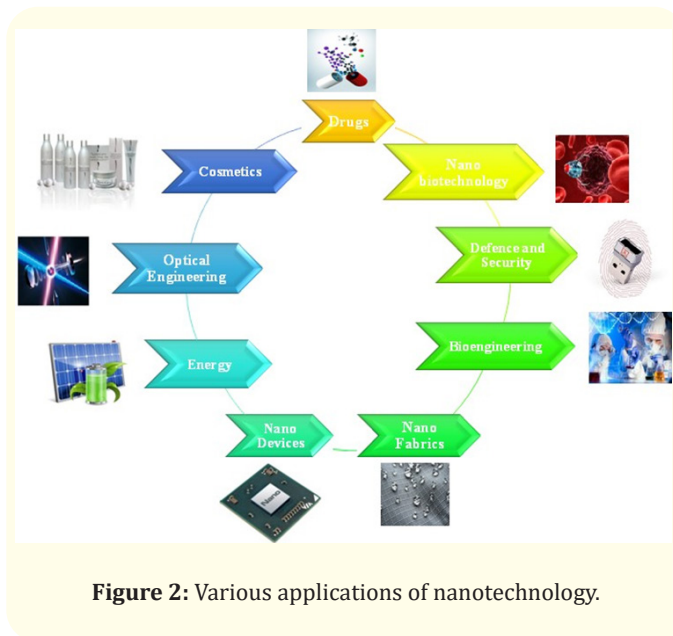 Drugs
Nano
biotechnology
Defence and
Security
Bioengineering
Nano
Fabrics
Nano
Devices
Energy
Optical
Engineering
Cosmetics
Nano
Figure 2: Various applications of nanotechnology.